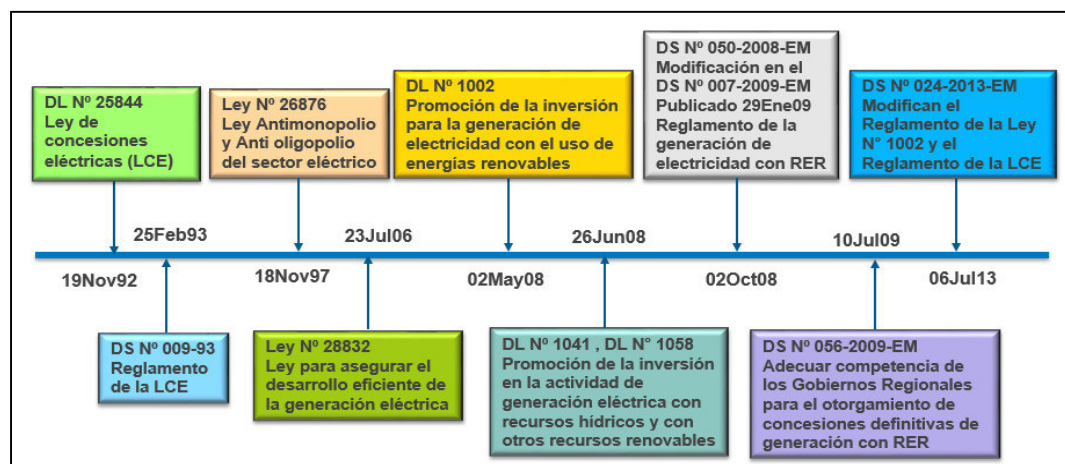 DL Nº 25844
Ley de
concesiones
eléctricas (LCE)
Ley Nº 26876
Ley Antimonopolio
y Anti oligopolio
del sector eléctrico
DL Nº 1002
Promoción de la inversión
para la generación de
electricidad con el uso de
energías renovables
DS Nº 050-2008-EM
Modificación en el
DS Nº 007-2009-EM
Publicado 29Ene09
Reglamento de la
generación de
electricidad con RER
DS Nº 024-2013-EM
Modifican el
Reglamento de la Ley
N° 1002 y el
Reglamento de la LCE
25Feb93
23Jul06
26Jun08
10Jul09
19Nov92
18Nov97
02May08
02Oct08
06Jul13
DS Nº 009-93
Reglamento
de la LCE
Ley Nº 28832
Ley para asegurar el
desarrollo eficiente de
la generación eléctrica
DL Nº 1041 , DL N° 1058
Promoción de la inversión
en la actividad de
generación eléctrica con
recursos hídricos y con
otros recursos renovables
DS Nº 056-2009-EM
Adecuar competencia de
los Gobiernos Regionales
para el otorgamiento de
concesiones definitivas de
generación con RER